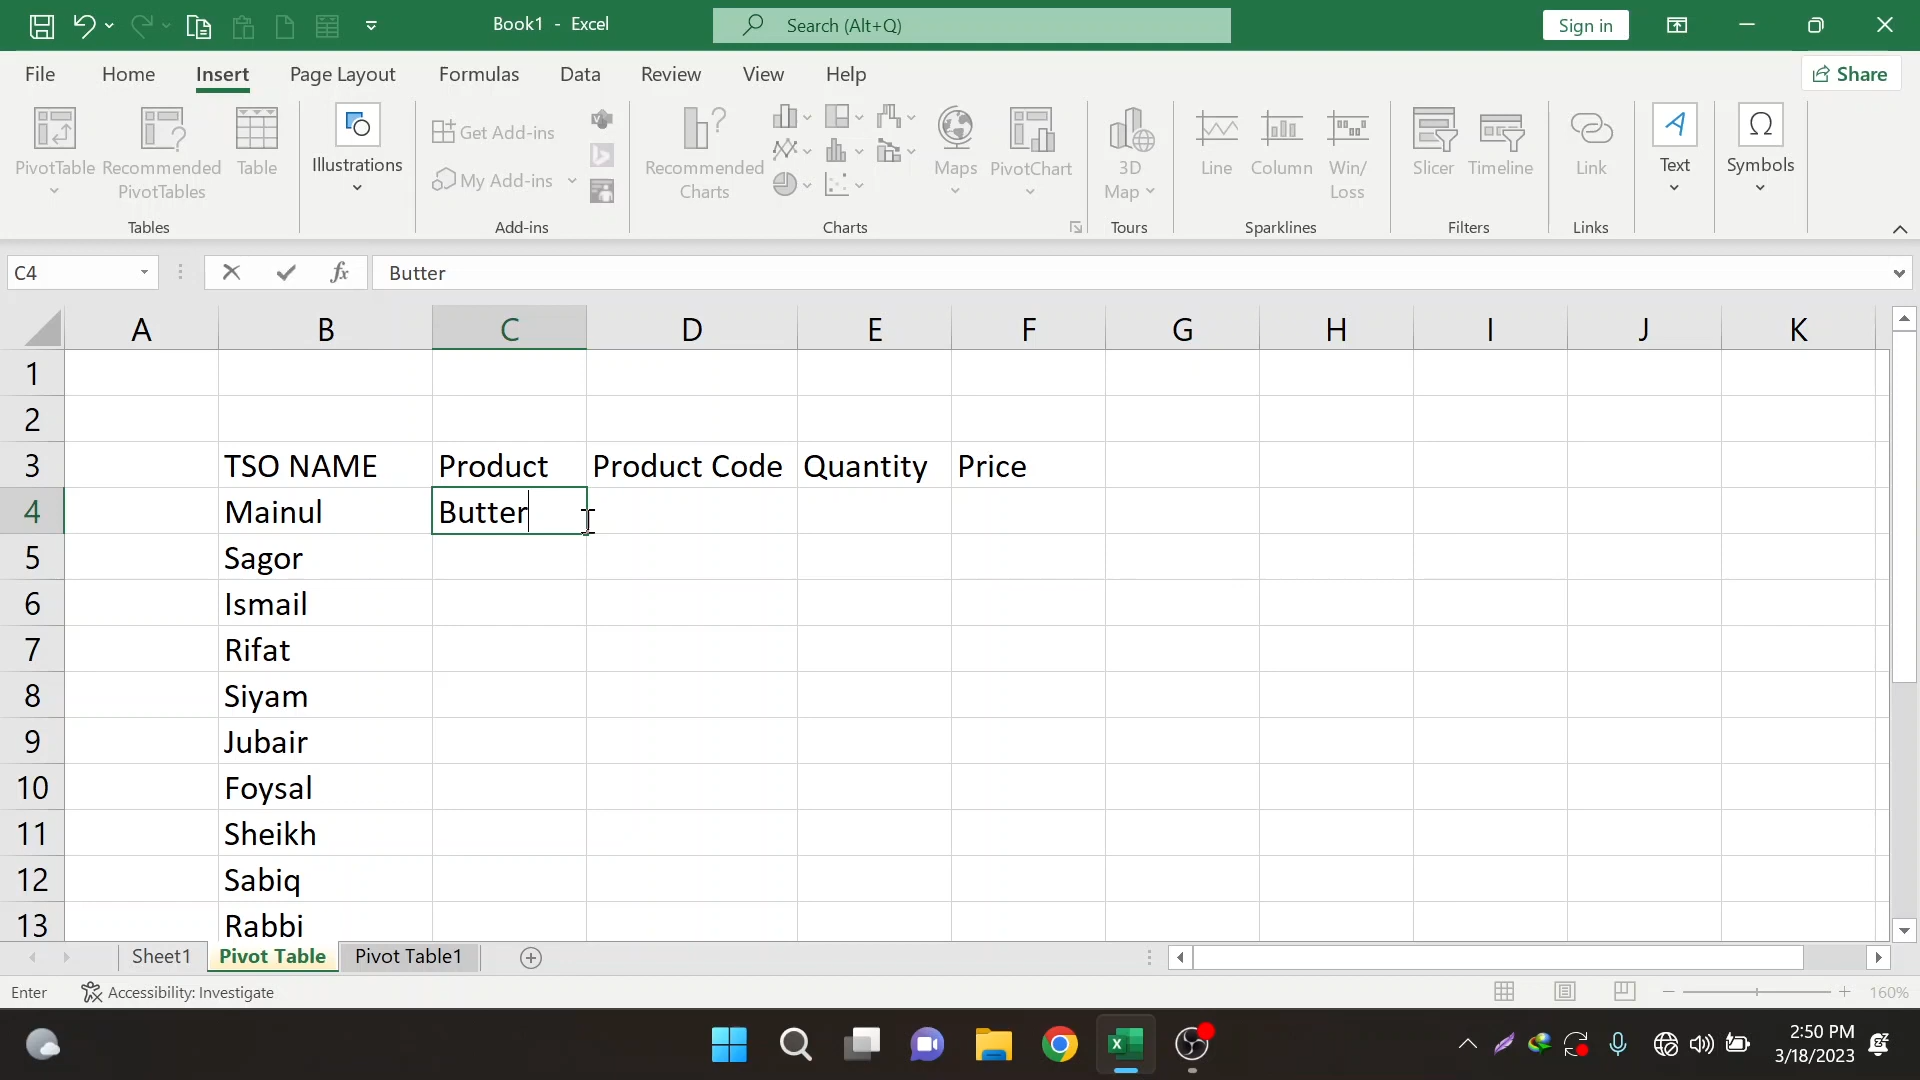 Book1 - Excel
Search (Alt+Q)
Sign in
File Home Insert Page Layout Formulas Data Review View Help
Share
PivotTable
Recommended PivotTables
Table
Illustrations
Get Add-ins
My Add-ins
Recommended Charts
Maps
PivotChart
3D Map
Line
Column
Win/ Loss
Slicer
Timeline
Link
Text
Symbols
Tables Add-ins Charts Tours Sparklines Filters Links
C4 fx Butter
A B C D E F G H I J K
1
2
3 TSO NAME Product Product Code Quantity Price
4 Mainul Butter
5 Sagor
6 Ismail
7 Rifat
8 Siyam
9 Jubair
10 Foysal
11 Sheikh
12 Sabiq
13 Rabbi
Sheet1 Pivot Table Pivot Table1
Enter Accessibility: Investigate 160%
2:50 PM
3/18/2023